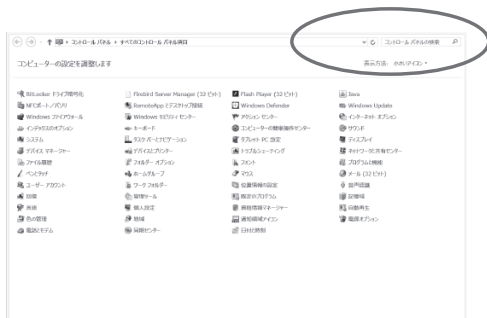 コントロール パネル ▸ すべてのコントロール パネル項目
コントロール パネルの検索
コンピューターの設定を調整します
表示方法: 小さいアイコン
BitLocker ドライブ暗号化 Firebird Server Manager (32 ビット) Flash Player (32 ビット) Java
NFCポート/パソリ RemoteApp とデスクトップ接続 Windows Defender Windows Update
Windows ファイアウォール Windows モビリティ センター アクション センター インターネット オプション
インデックスのオプション キーボード コンピューターの簡単操作センター サウンド
システム タスク バーとナビゲーション タブレット PC 設定 ディスプレイ
デバイス マネージャー デバイスとプリンター トラブルシューティング ネットワークと共有センター
ファイル履歴 フォルダー オプション フォント プログラムと機能
ペンとタッチ ホームグループ マウス メール (32 ビット)
ユーザー アカウント ワーク フォルダー 位置情報の設定 音声認識
回復 管理ツール 既定のプログラム 記憶域
個人設定 資格情報マネージャー 自動再生
色の管理 地域 通知領域アイコン 電源オプション
電話とモデム 同期センター 日付と時刻